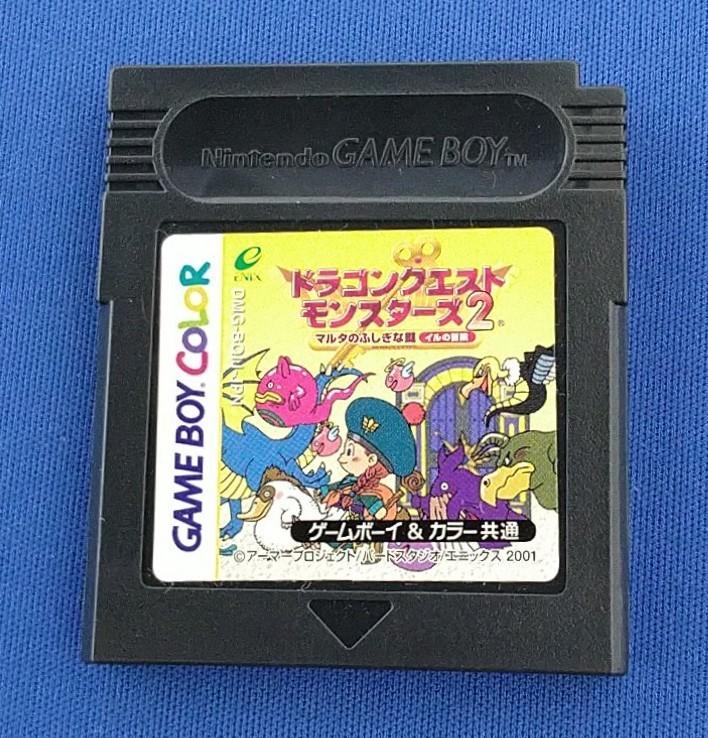 Nintendo GAME BOY TM
GAME BOY COLOR
ENIX
ドラゴンクエスト
モンスターズ2
マルタのふしぎな鍵 イルの冒険
ゲームボーイ & カラー共通
©アーマープロジェクト/バードスタジオ/エニックス 2001